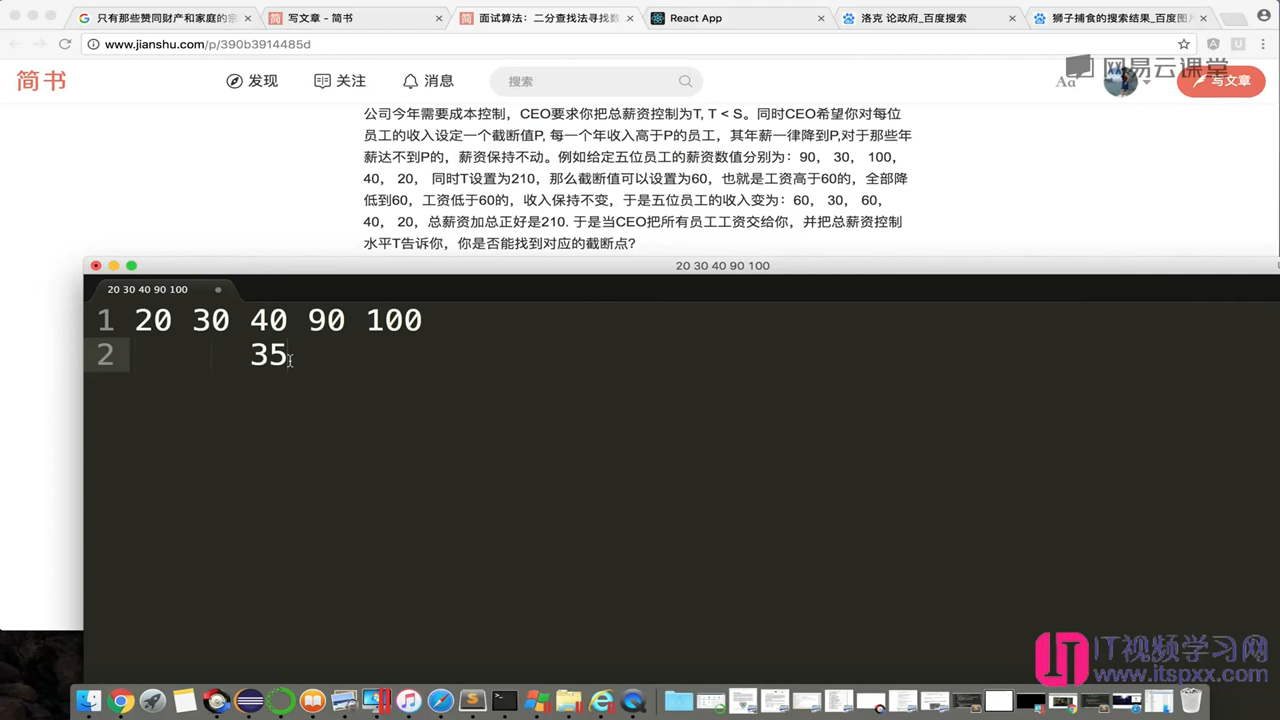 只有那些赞同财产和家庭的宗
写文章 - 简书
面试算法：二分查找法寻找数
React App
洛克 论政府_百度搜索
狮子捕食的搜索结果_百度图片
www.jianshu.com/p/390b3914485d
简书
发现
关注
消息
搜索
Aa
网易云课堂
写文章
公司今年需要成本控制，CEO要求你把总薪资控制为T, T < S。同时CEO希望你对每位
员工的收入设定一个截断值P, 每一个年收入高于P的员工，其年薪一律降到P,对于那些年
薪达不到P的，薪资保持不动。例如给定五位员工的薪资数值分别为：90， 30， 100，
40， 20， 同时T设置为210，那么截断值可以设置为60，也就是工资高于60的，全部降
低到60，工资低于60的，收入保持不变，于是五位员工的收入变为：60， 30， 60，
40， 20，总薪资加总正好是210. 于是当CEO把所有员工工资交给你，并把总薪资控制
水平T告诉你，你是否能找到对应的截断点?
20 30 40 90 100
20 30 40 90 100
1 20 30 40 90 100
2 35
IT视频学习网
www.itspxx.com